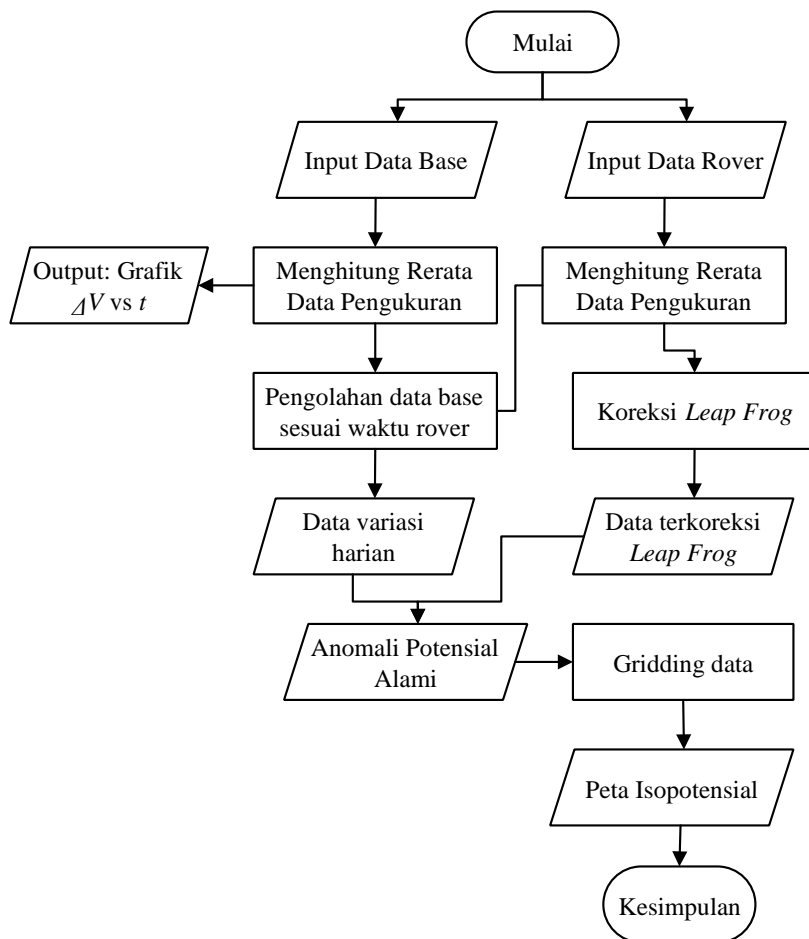 Mulai
Input Data Base
Input Data Rover
Output: Grafik
ΔV vs t
Menghitung Rerata
Data Pengukuran
Menghitung Rerata
Data Pengukuran
Pengolahan data base
sesuai waktu rover
Koreksi Leap Frog
Data variasi
harian
Data terkoreksi
Leap Frog
Anomali Potensial
Alami
Gridding data
Peta Isopotensial
Kesimpulan